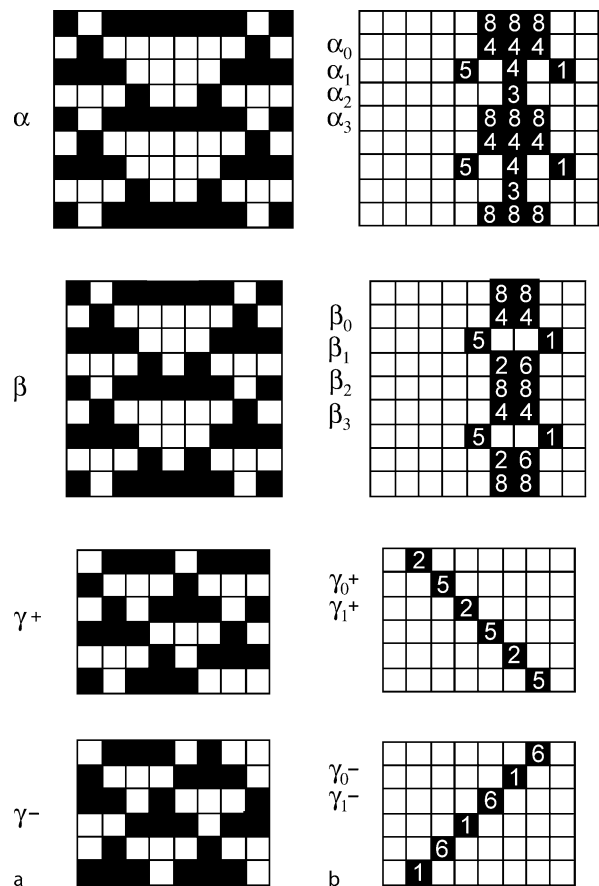 8 8 8
α₀ 4 4 4
α₁ 5 4 1
α₂ 3
α α₃ 8 8 8
4 4 4
5 4 1
3
8 8 8
8 8
β₀ 4 4
β₁ 5 1
β₂ 2 6
β β₃ 8 8
4 4
5 1
2 6
8 8
2
γ₀+ 5
γ+ γ₁+ 2
5
2
5
6
γ₀− 1
γ− γ₁− 6
1
6
a b 1